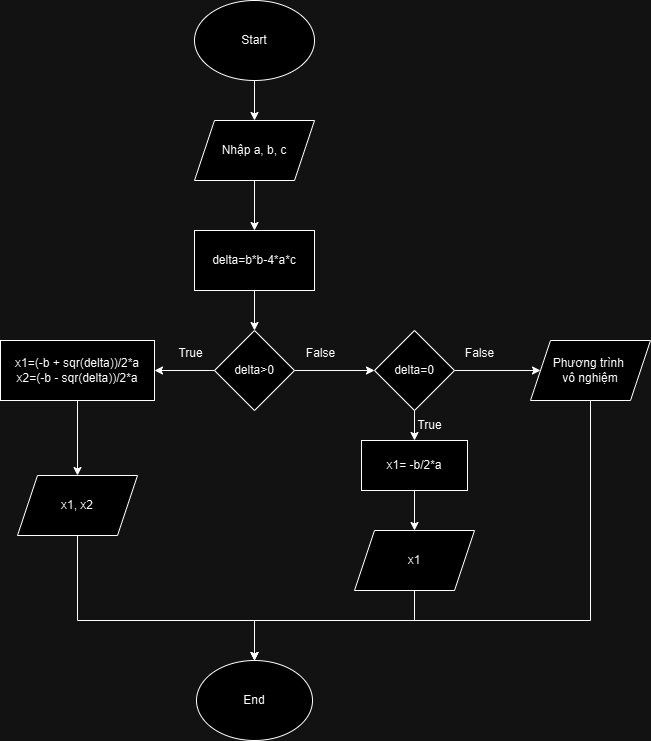 Start
Nhập a, b, c
delta=b*b-4*a*c
True
False
False
x1=(-b + sqr(delta))/2*a
x2=(-b - sqr(delta))/2*a
delta>0
delta=0
Phương trình
vô nghiệm
True
x1= -b/2*a
x1, x2
x1
End